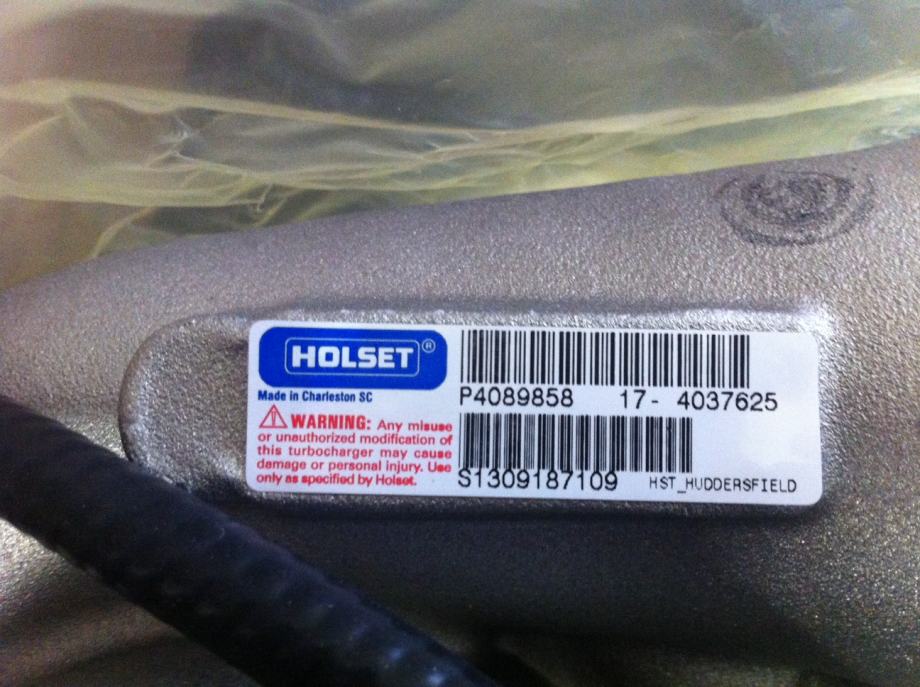 HOLSET®
Made in Charleston SC
WARNING: Any misuse
or unauthorized modification of
this turbocharger may cause
damage or personal injury. Use
only as specified by Holset.
P4089858 17- 4037625
S1309187109 HST_HUDDERSFIELD